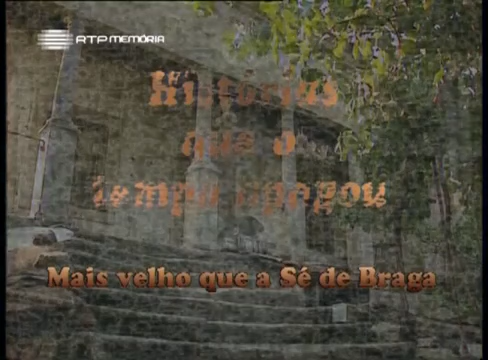 RTP MEMÓRIA
Histórias
que o
tempo apagou
Mais velho que a Sé de Braga